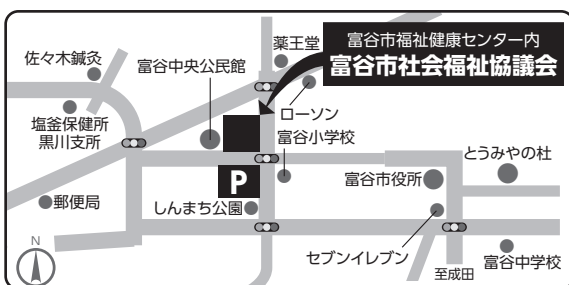 富谷市福祉健康センター内
富谷市社会福祉協議会
薬王堂
佐々木鍼灸
富谷中央公民館
ローソン
塩釜保健所
黒川支所
富谷小学校
とうみやの杜
P
富谷市役所
郵便局
しんまち公園
セブンイレブン
N
至成田
富谷中学校